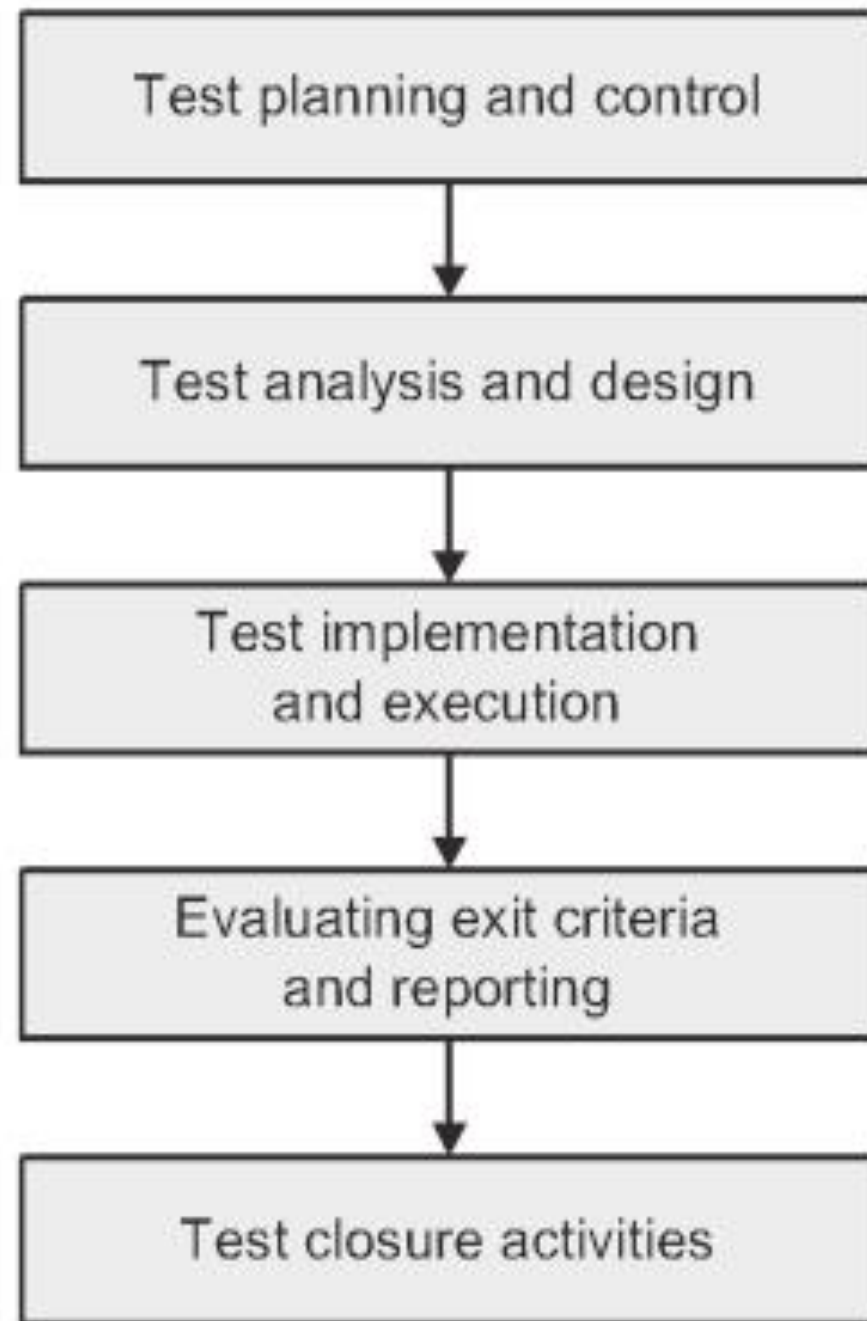 Test planning and control
Test analysis and design
Test implementation
and execution
Evaluating exit criteria
and reporting
Test closure activities